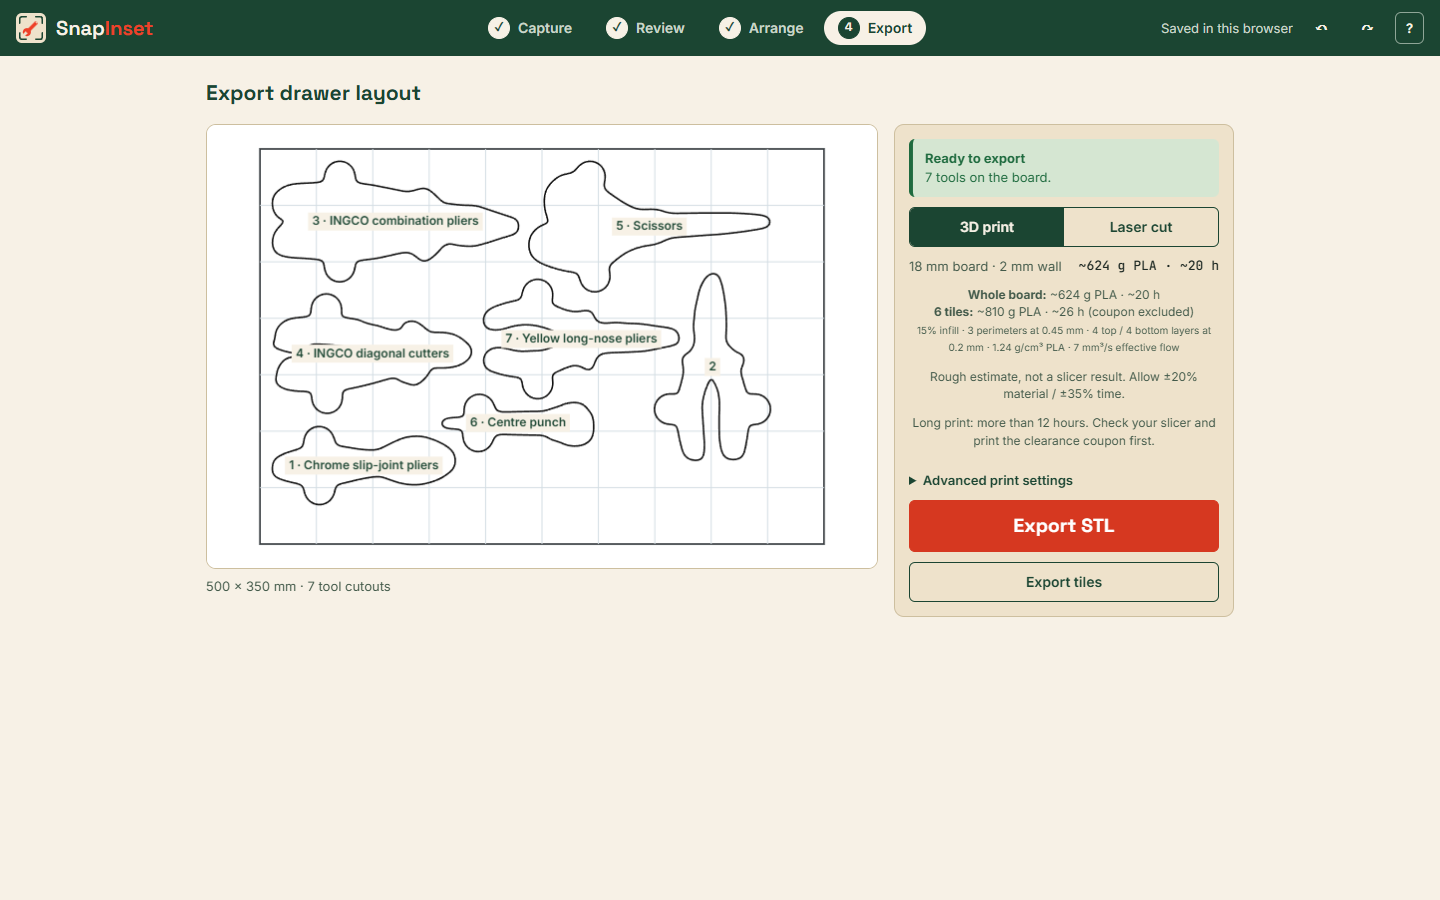 SnapInset
Capture
Review
Arrange
4 Export
Saved in this browser
?
Export drawer layout
3 · INGCO combination pliers
5 · Scissors
4 · INGCO diagonal cutters
7 · Yellow long-nose pliers
2
6 · Centre punch
1 · Chrome slip-joint pliers
500 × 350 mm · 7 tool cutouts
Ready to export
7 tools on the board.
3D print
Laser cut
18 mm board · 2 mm wall ~624 g PLA · ~20 h
Whole board: ~624 g PLA · ~20 h
6 tiles: ~810 g PLA · ~26 h (coupon excluded)
15% infill · 3 perimeters at 0.45 mm · 4 top / 4 bottom layers at
0.2 mm · 1.24 g/cm³ PLA · 7 mm³/s effective flow
Rough estimate, not a slicer result. Allow ±20%
material / ±35% time.
Long print: more than 12 hours. Check your slicer and
print the clearance coupon first.
Advanced print settings
Export STL
Export tiles